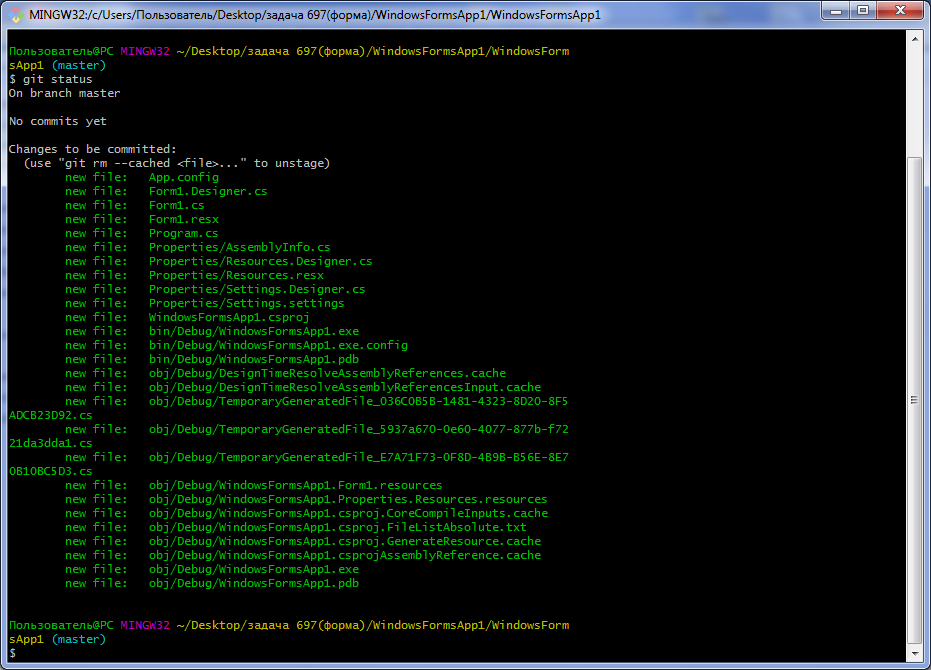 MINGW32:/c/Users/Пользователь/Desktop/задача 697(форма)/WindowsFormsApp1/WindowsFormsApp1
Пользователь@PC MINGW32 ~/Desktop/задача 697(форма)/WindowsFormsApp1/WindowsForm
sApp1 (master)
$ git status
On branch master
No commits yet
Changes to be committed:
  (use "git rm --cached <file>..." to unstage)
        new file:   App.config
        new file:   Form1.Designer.cs
        new file:   Form1.cs
        new file:   Form1.resx
        new file:   Program.cs
        new file:   Properties/AssemblyInfo.cs
        new file:   Properties/Resources.Designer.cs
        new file:   Properties/Resources.resx
        new file:   Properties/Settings.Designer.cs
        new file:   Properties/Settings.settings
        new file:   WindowsFormsApp1.csproj
        new file:   bin/Debug/WindowsFormsApp1.exe
        new file:   bin/Debug/WindowsFormsApp1.exe.config
        new file:   bin/Debug/WindowsFormsApp1.pdb
        new file:   obj/Debug/DesignTimeResolveAssemblyReferences.cache
        new file:   obj/Debug/DesignTimeResolveAssemblyReferencesInput.cache
        new file:   obj/Debug/TemporaryGeneratedFile_036C0B5B-1481-4323-8D20-8F5
ADCB23D92.cs
        new file:   obj/Debug/TemporaryGeneratedFile_5937a670-0e60-4077-877b-f72
21da3dda1.cs
        new file:   obj/Debug/TemporaryGeneratedFile_E7A71F73-0F8D-4B9B-B56E-8E7
0B10BC5D3.cs
        new file:   obj/Debug/WindowsFormsApp1.Form1.resources
        new file:   obj/Debug/WindowsFormsApp1.Properties.Resources.resources
        new file:   obj/Debug/WindowsFormsApp1.csproj.CoreCompileInputs.cache
        new file:   obj/Debug/WindowsFormsApp1.csproj.FileListAbsolute.txt
        new file:   obj/Debug/WindowsFormsApp1.csproj.GenerateResource.cache
        new file:   obj/Debug/WindowsFormsApp1.csprojAssemblyReference.cache
        new file:   obj/Debug/WindowsFormsApp1.exe
        new file:   obj/Debug/WindowsFormsApp1.pdb
Пользователь@PC MINGW32 ~/Desktop/задача 697(форма)/WindowsFormsApp1/WindowsForm
sApp1 (master)
$